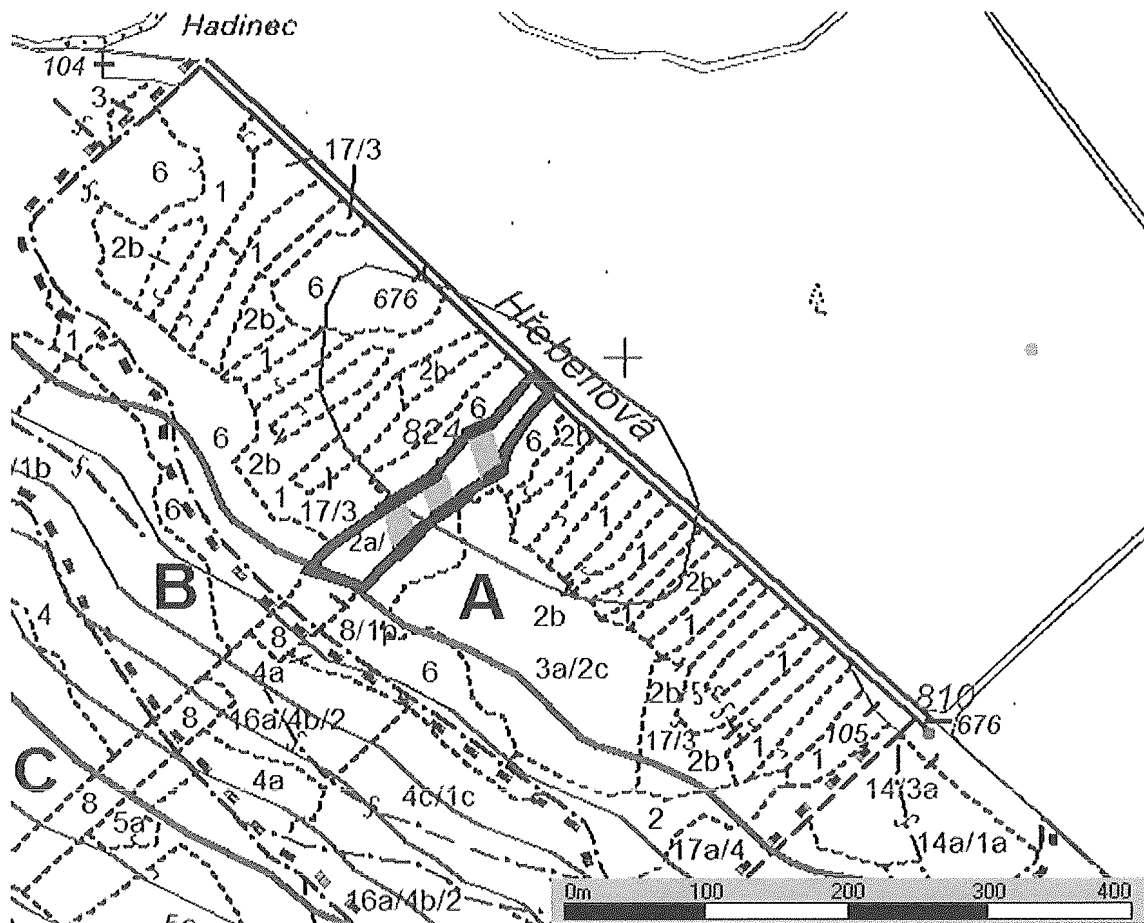 Hadinec
104
3
17/3
6
1
2b
1
6
676
Hřebenová
2b
1
1
2b
6
824
6
6
2b
2b
1
17/3
1
/1b
6
2a/
1
B
A
2b
1
2b
4
8
8/1p
1
3a/2c
4a
6
1
2b
810
676
8
16a/4b/2
17/3
105
C
2b
1
1
4a
14/3a
8
4c/1c
5a
2
17a/4
14a/1a
16a/4b/2
0m 100 200 300 400